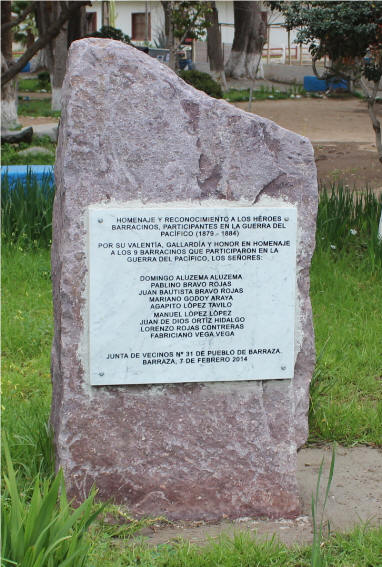 HOMENAJE Y RECONOCIMIENTO A LOS HÉROES
BARRACINOS, PARTICIPANTES EN LA GUERRA DEL
PACÍFICO (1879 - 1884)
POR SU VALENTÍA, GALLARDÍA Y HONOR EN HOMENAJE
A LOS 9 BARRACINOS QUE PARTICIPARON EN LA
GUERRA DEL PACÍFICO, LOS SEÑORES:
DOMINGO ALUZEMA ALUZEMA
PABLINO BRAVO ROJAS
JUAN BAUTISTA BRAVO ROJAS
MARIANO GODOY ARAYA
AGAPITO LÓPEZ TAVILO
MANUEL LÓPEZ LÓPEZ
JUAN DE DIOS ORTÍZ HIDALGO
LORENZO ROJAS CONTRERAS
FABRICIANO VEGA VEGA
JUNTA DE VECINOS Nº 31 DE PUEBLO DE BARRAZA.
BARRAZA, 7 DE FEBRERO 2014